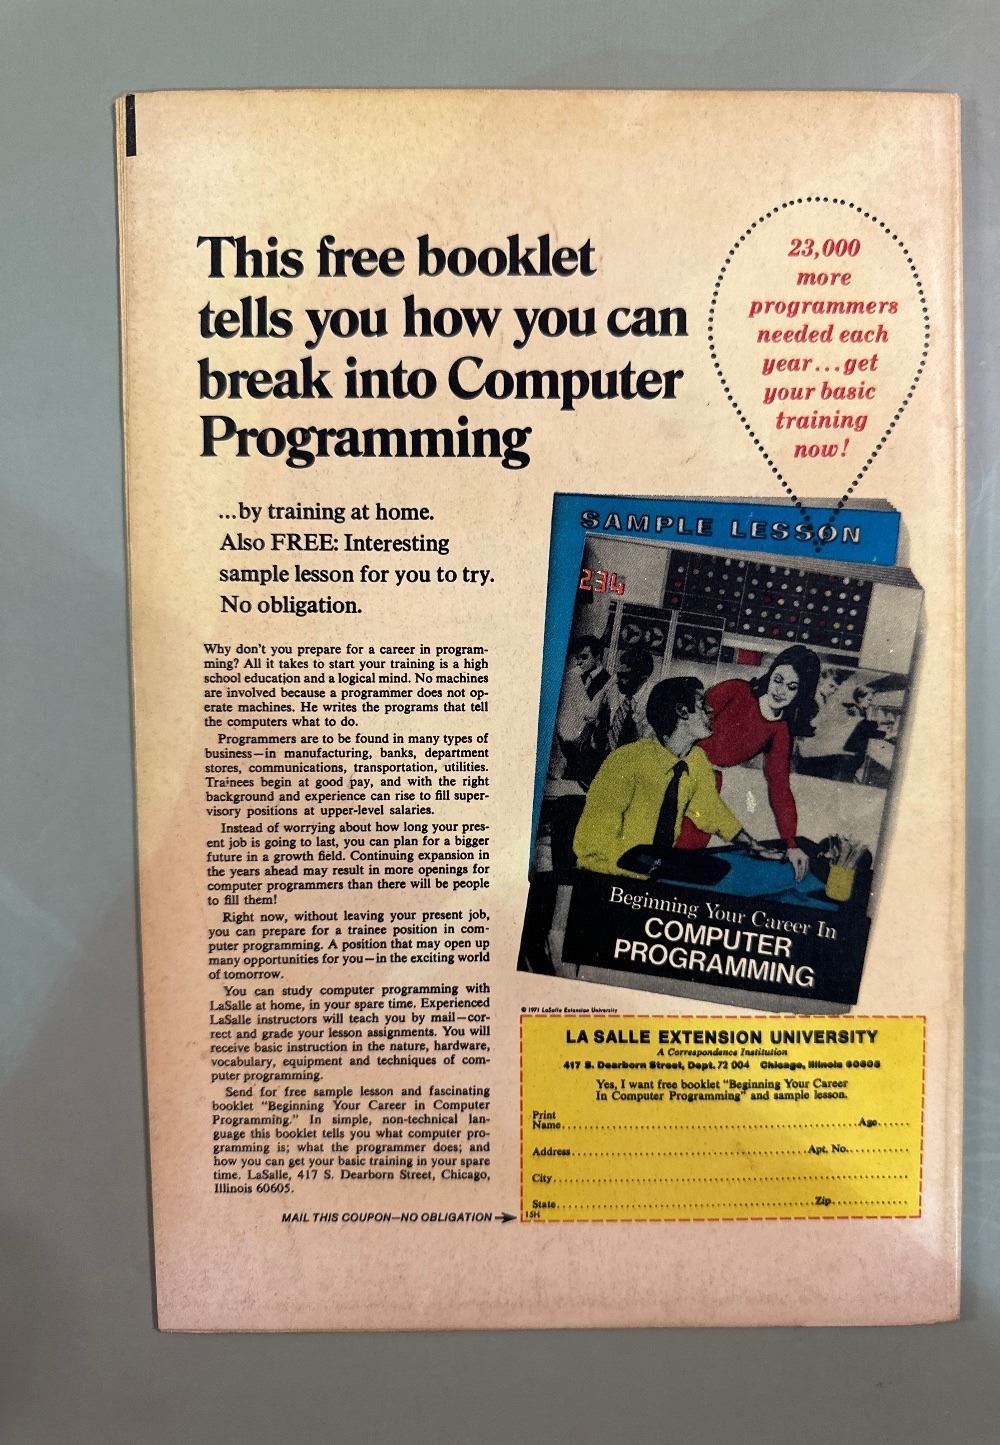 This free booklet
tells you how you can
break into Computer
Programming
23,000
more
programmers
needed each
year...get
your basic
training
now!
...by training at home.
Also FREE: Interesting
sample lesson for you to try.
No obligation.
Why don't you prepare for a career in program-
ming? All it takes to start your training is a high
school education and a logical mind. No machines
are involved because a programmer does not op-
erate machines. He writes the programs that tell
the computers what to do.
Programmers are to be found in many types of
business—in manufacturing, banks, department
stores, communications, transportation, utilities.
Trainees begin at good pay, and with the right
background and experience can rise to fill super-
visory positions at upper-level salaries.
Instead of worrying about how long your pres-
ent job is going to last, you can plan for a bigger
future in a growth field. Continuing expansion in
the years ahead may result in more openings for
computer programmers than there will be people
to fill them!
Right now, without leaving your present job,
you can prepare for a trainee position in com-
puter programming. A position that may open up
many opportunities for you—in the exciting world
of tomorrow.
You can study computer programming with
LaSalle at home, in your spare time. Experienced
LaSalle instructors will teach you by mail—cor-
rect and grade your lesson assignments. You will
receive basic instruction in the nature, hardware,
vocabulary, equipment and techniques of com-
puter programming.
Send for free sample lesson and fascinating
booklet "Beginning Your Career in Computer
Programming." In simple, non-technical lan-
guage this booklet tells you what computer pro-
gramming is; what the programmer does; and
how you can get your basic training in your spare
time. LaSalle, 417 S. Dearborn Street, Chicago,
Illinois 60605.
MAIL THIS COUPON—NO OBLIGATION
SAMPLE LESSON
234
Beginning Your Career In
COMPUTER
PROGRAMMING
© 1971 LaSalle Extension University
LA SALLE EXTENSION UNIVERSITY
A Correspondence Institution
417 S. Dearborn Street, Dept. 72 004 Chicago, Illinois 60605
Yes, I want free booklet "Beginning Your Career
In Computer Programming" and sample lesson.
Print
Name Age
Address Apt. No.
City
State Zip
15H